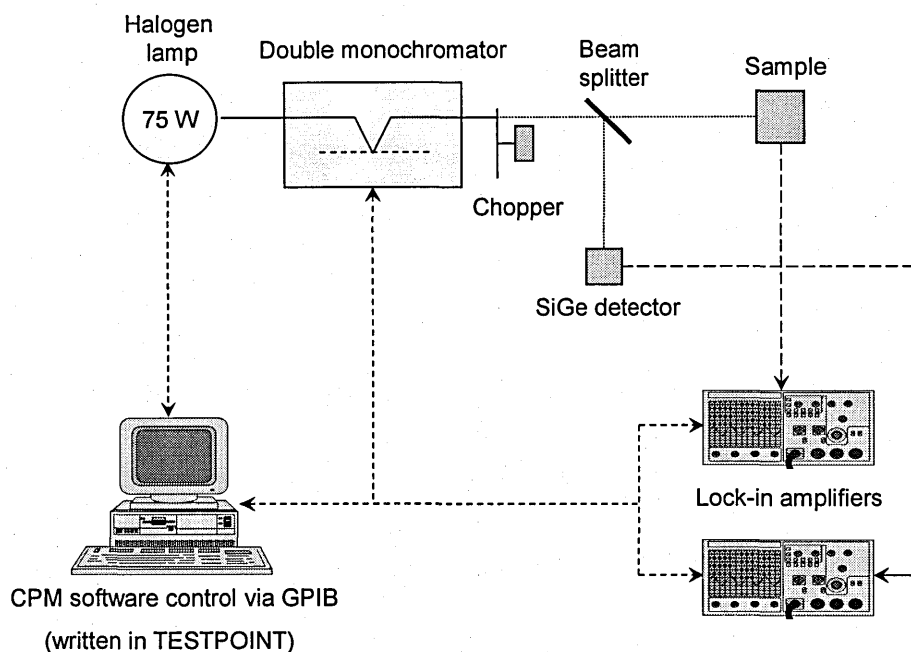 Halogen
lamp
Double monochromator
Beam
splitter
Sample
75 W
Chopper
SiGe detector
Lock-in amplifiers
CPM software control via GPIB
(written in TESTPOINT)